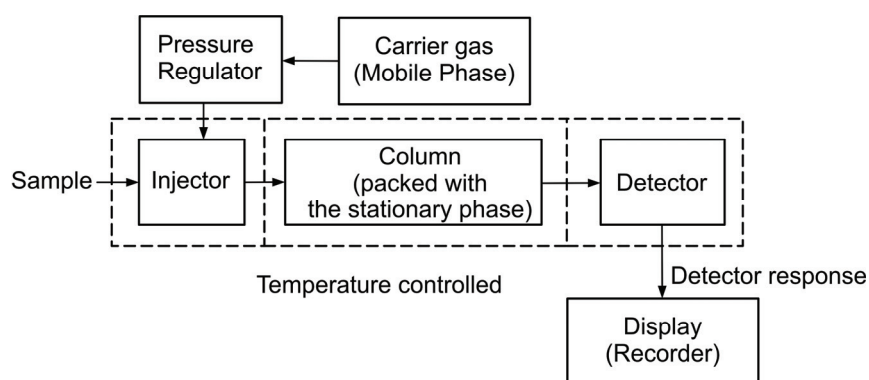 Pressure
Regulator
Carrier gas
(Mobile Phase)
Sample
Injector
Column
(packed with
the stationary phase)
Detector
Temperature controlled
Detector response
Display
(Recorder)